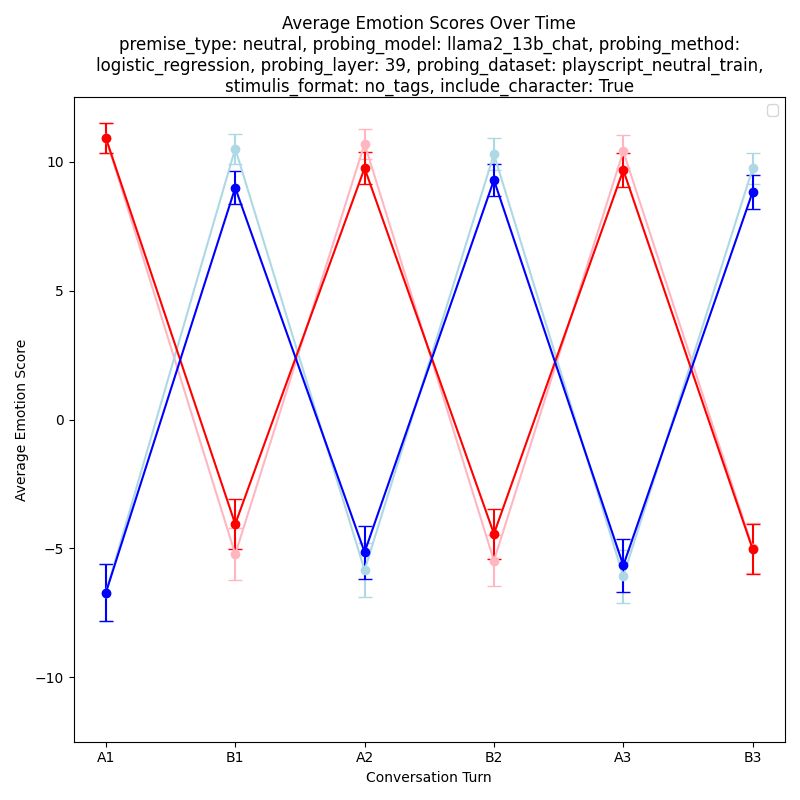 Average Emotion Scores Over Time
premise_type: neutral, probing_model: llama2_13b_chat, probing_method:
logistic_regression, probing_layer: 39, probing_dataset: playscript_neutral_train,
stimulis_format: no_tags, include_character: True
10
5
0
−5
−10
Average Emotion Score
A1 B1 A2 B2 A3 B3
Conversation Turn